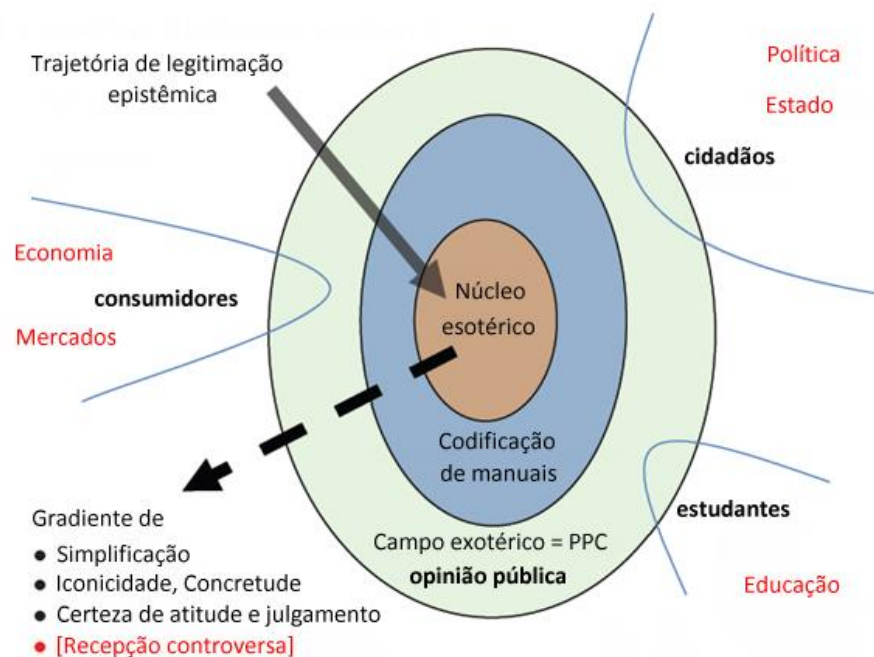 Trajetória de legitimação
epistêmica
Política
Estado
cidadãos
Economia
consumidores
Mercados
Núcleo
esotérico
Codificação
de manuais
Campo exotérico = PPC
opinião pública
estudantes
Educação
Gradiente de
● Simplificação
● Iconicidade, Concretude
● Certeza de atitude e julgamento
● [Recepção controversa]